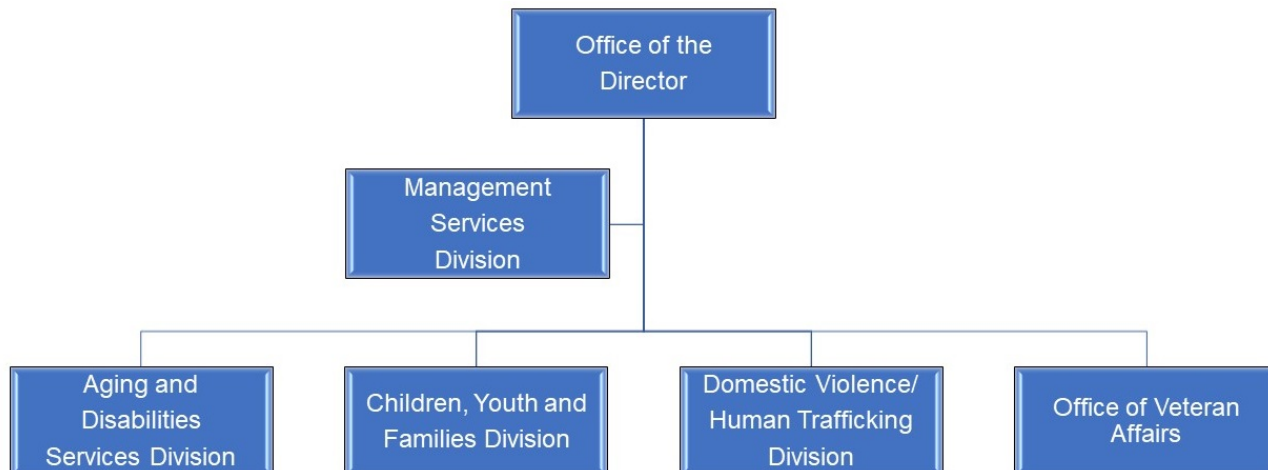 Office of the
Director
Management
Services
Division
Aging and
Disabilities
Services Division
Children, Youth and
Families Division
Domestic Violence/
Human Trafficking
Division
Office of Veteran
Affairs